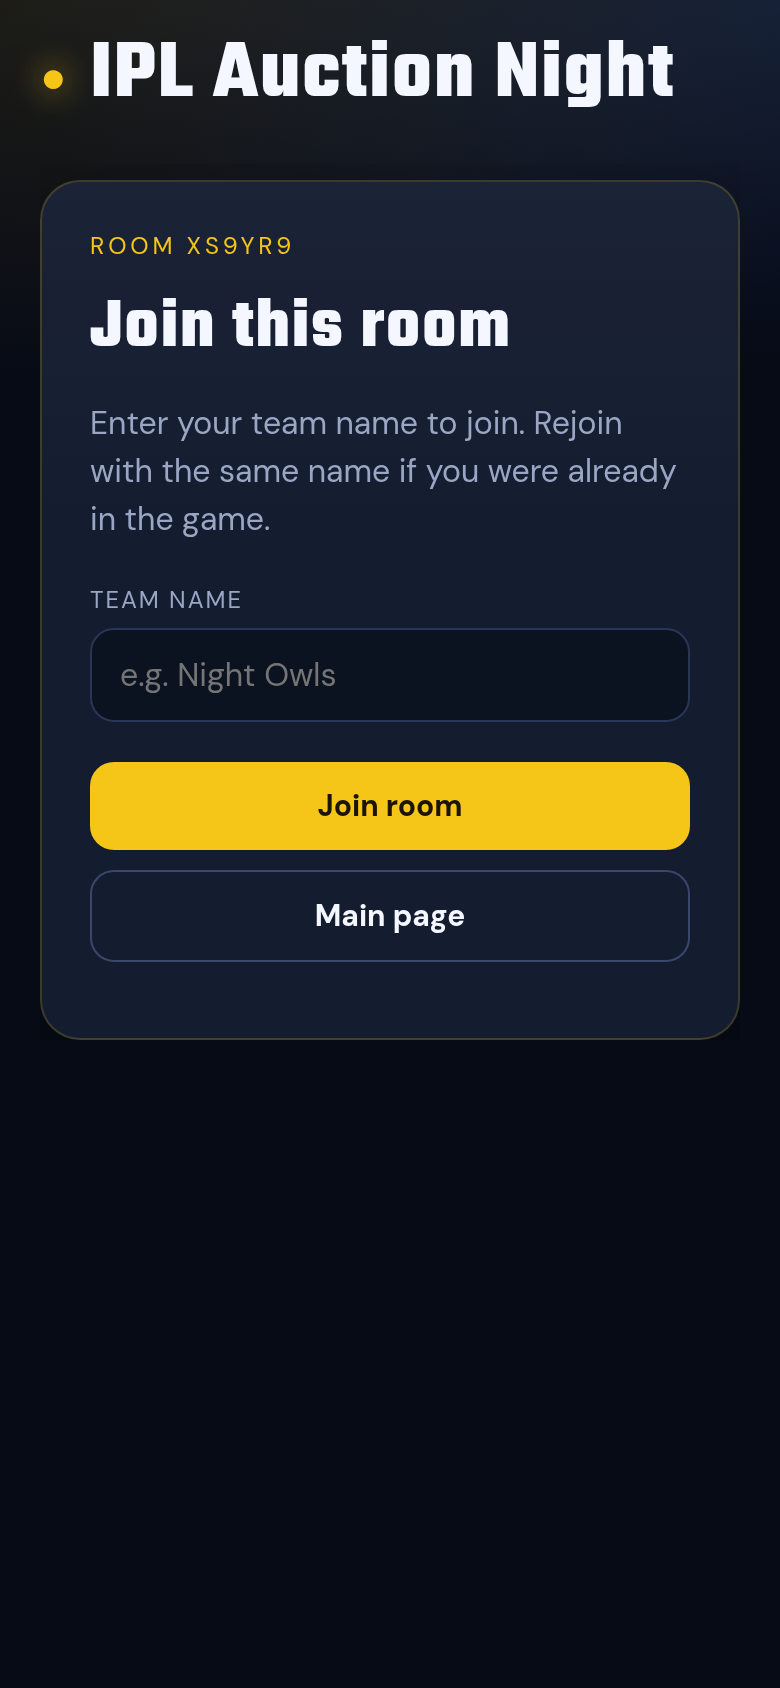 IPL Auction Night
ROOM XS9YR9
Join this room
Enter your team name to join. Rejoin
with the same name if you were already
in the game.
TEAM NAME
e.g. Night Owls
Join room
Main page